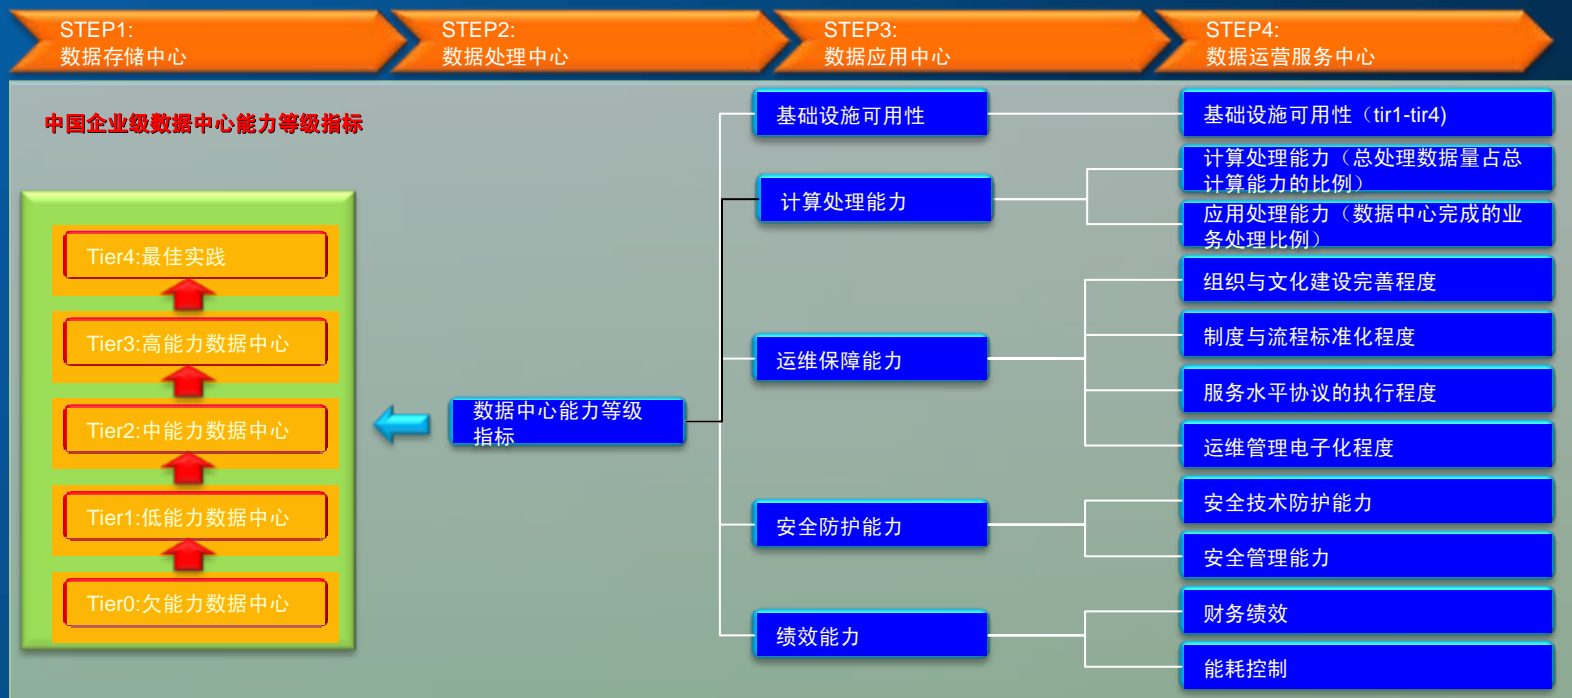 STEP1:
数据存储中心
STEP2:
数据处理中心
STEP3:
数据应用中心
STEP4:
数据运营服务中心
中国企业级数据中心能力等级指标
Tier4:最佳实践
Tier3:高能力数据中心
Tier2:中能力数据中心
Tier1:低能力数据中心
Tier0:欠能力数据中心
数据中心能力等级
指标
基础设施可用性
计算处理能力
运维保障能力
安全防护能力
绩效能力
基础设施可用性（tir1-tir4)
计算处理能力（总处理数据量占总
计算能力的比例）
应用处理能力（数据中心完成的业
务处理比例）
组织与文化建设完善程度
制度与流程标准化程度
服务水平协议的执行程度
运维管理电子化程度
安全技术防护能力
安全管理能力
财务绩效
能耗控制